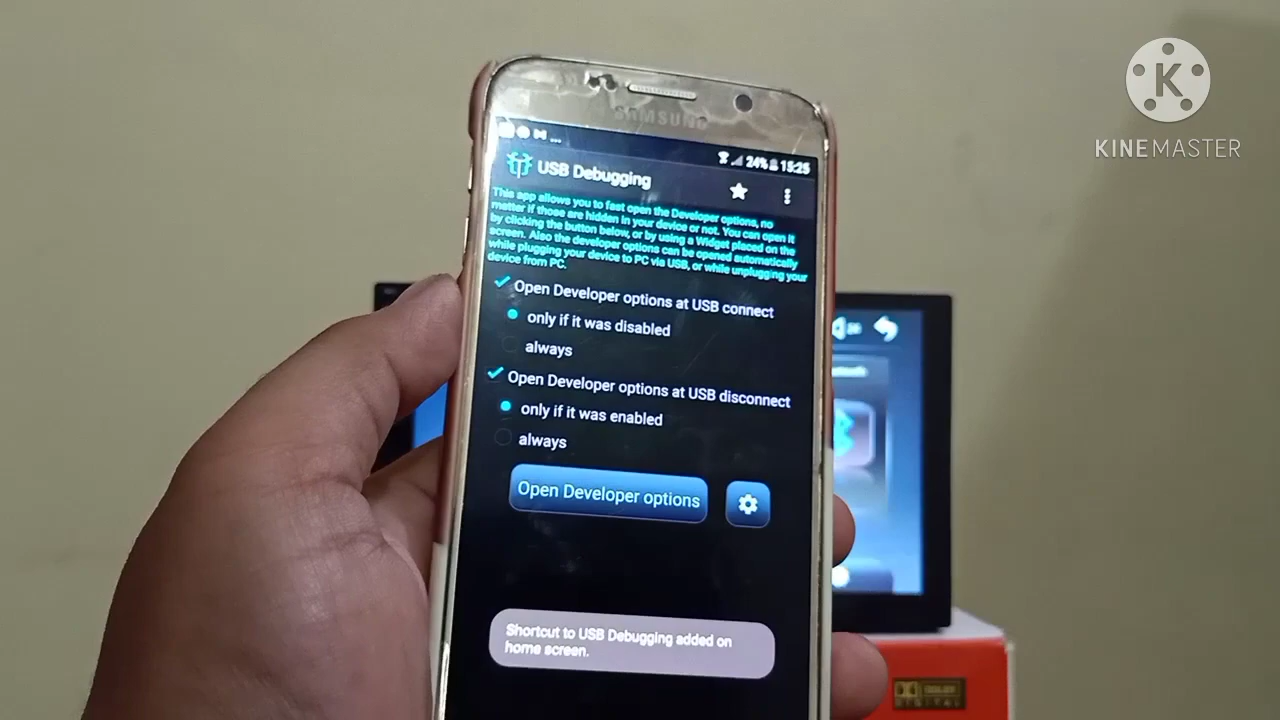 KINEMASTER
SAMSUNG
24% 15:25
USB Debugging
This app allows you to fast open the Developer options, no
matter if those are hidden in your device or not. You can open it
by clicking the button below, or by using a Widget placed on the
screen. Also the developer options can be opened automatically
while plugging your device to PC via USB, or while unplugging your
device from PC.
Open Developer options at USB connect
only if it was disabled
always
Open Developer options at USB disconnect
only if it was enabled
always
Open Developer options
Shortcut to USB Debugging added on
home screen.
DIGITAL